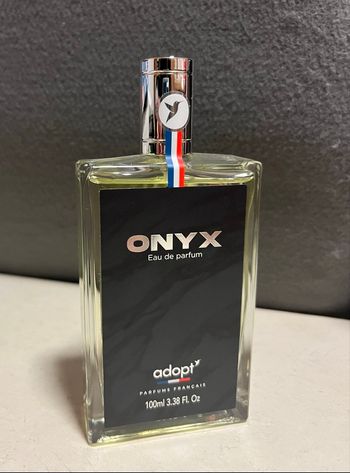 ONYX
Eau de parfum
adopt'
PARFUMS FRANÇAIS
100ml 3.38 Fl. Oz